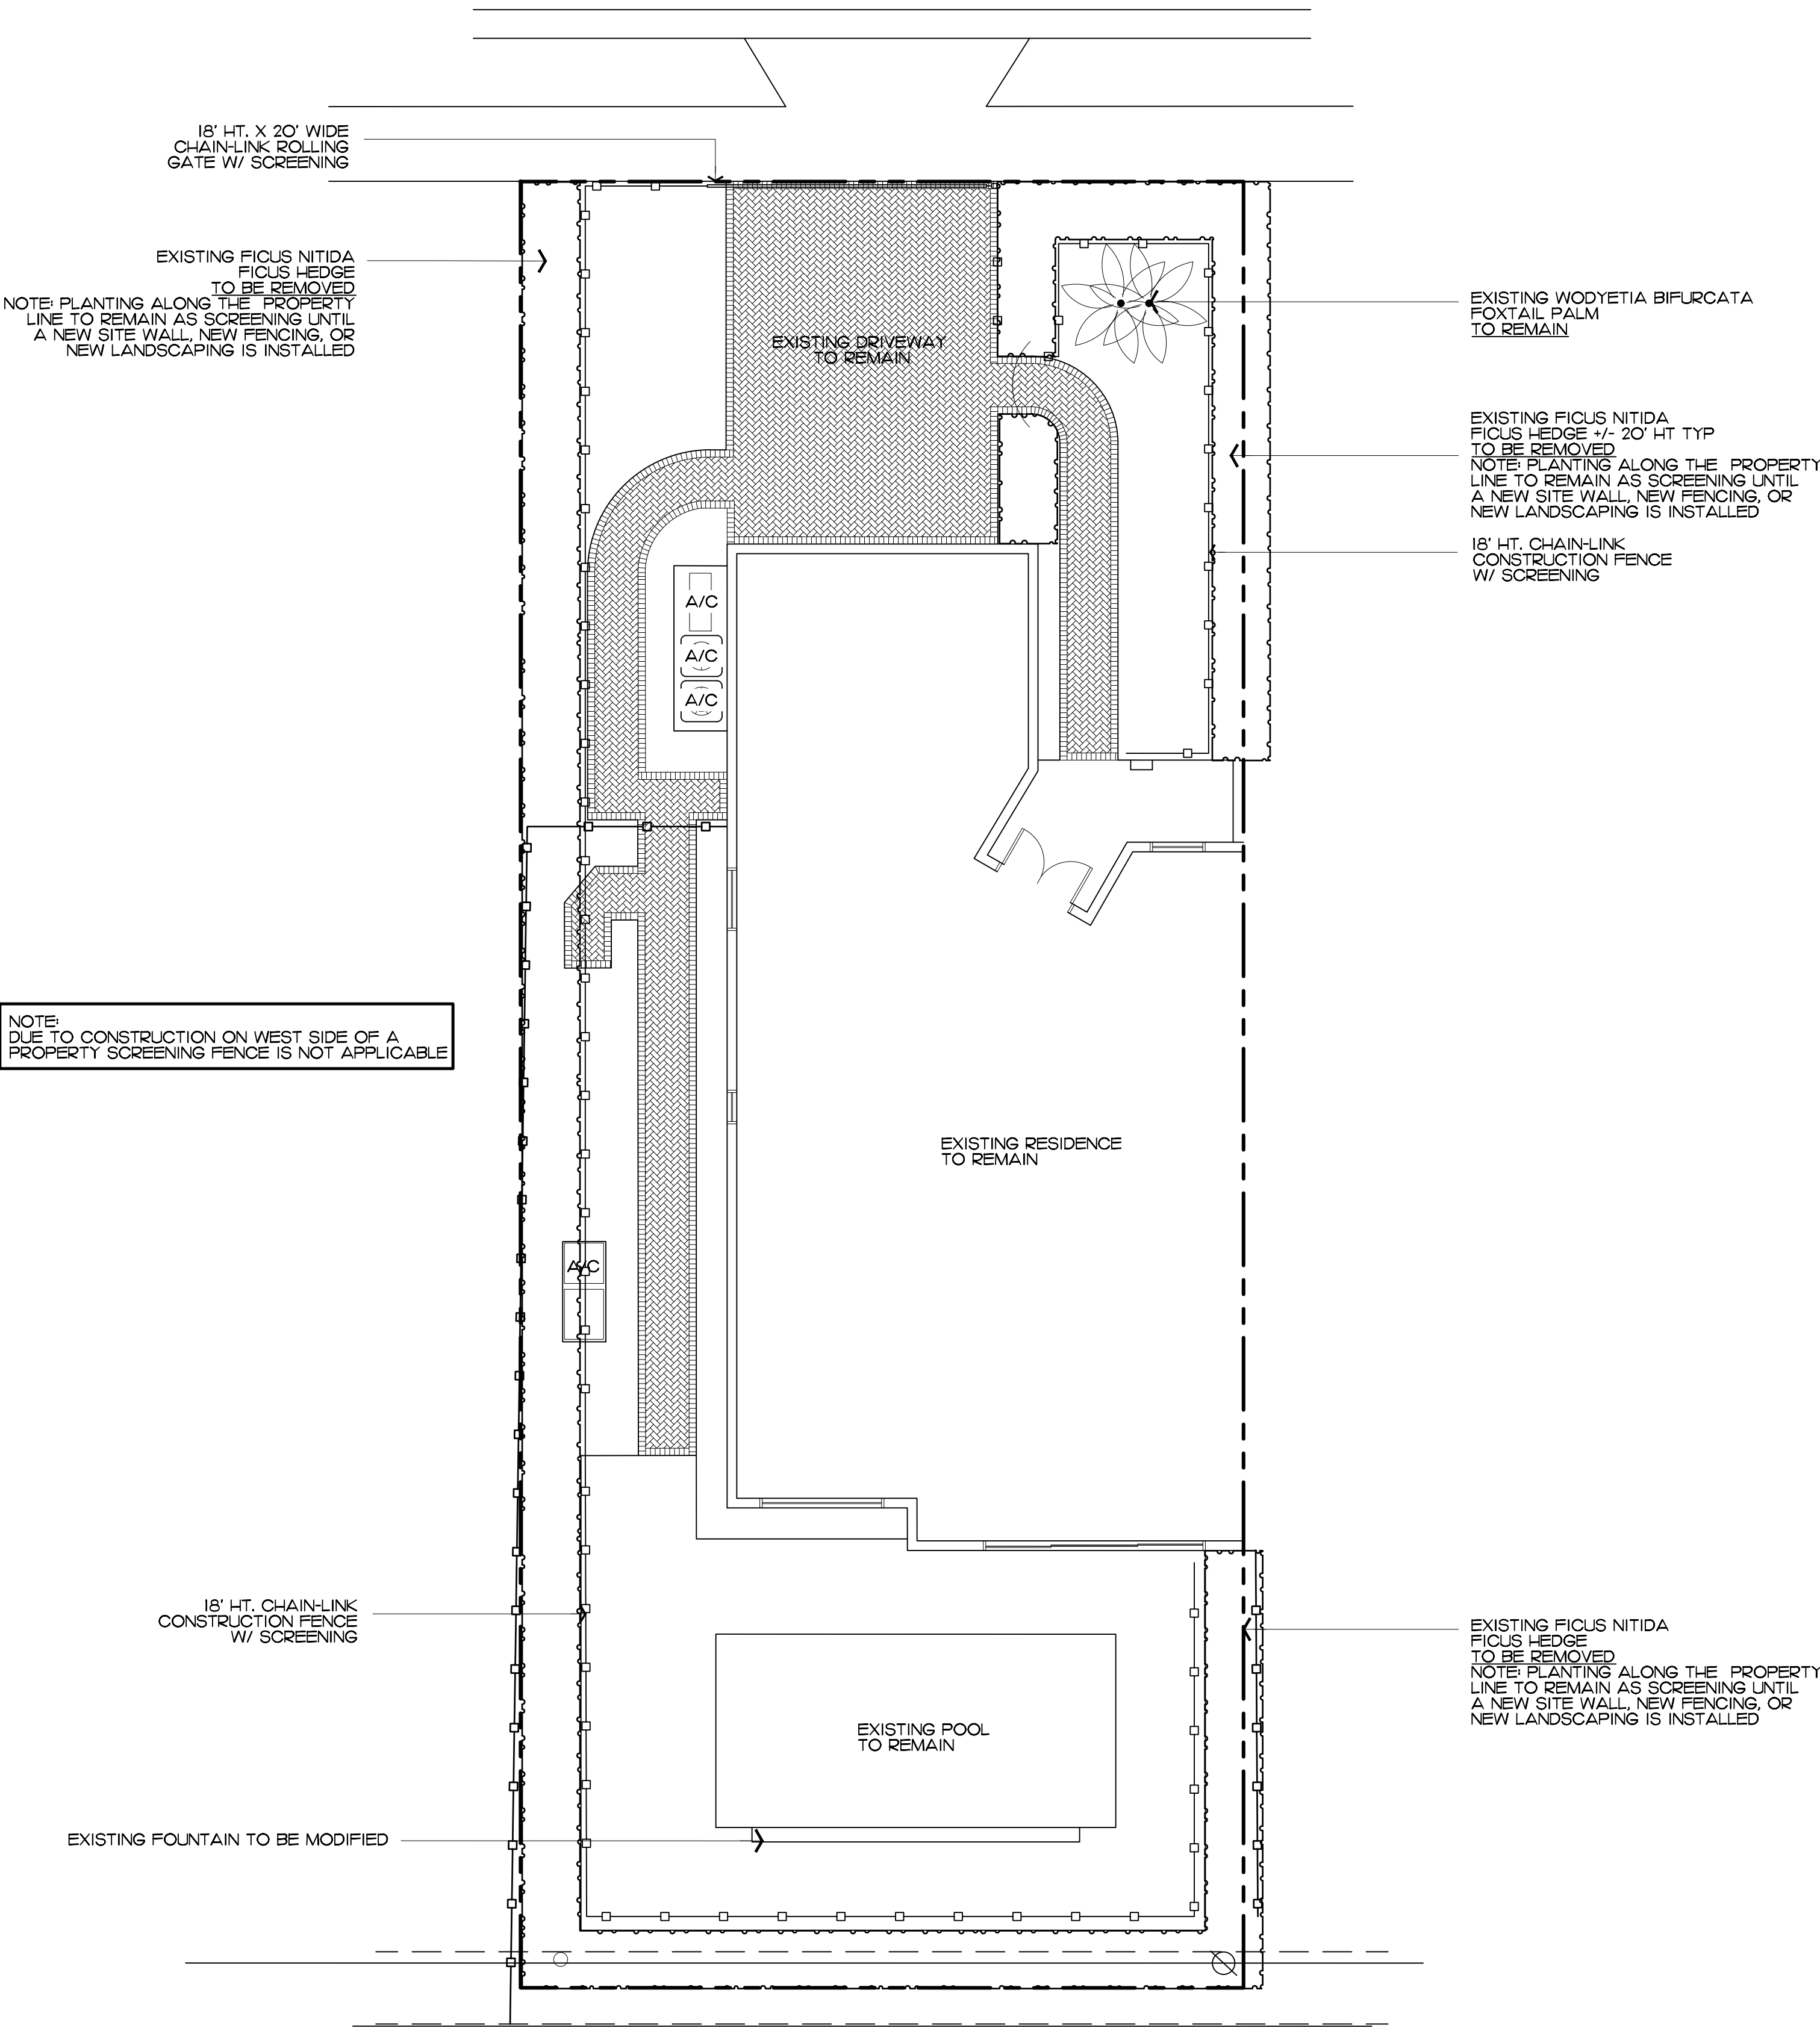 18' HT. X 20' WIDE
CHAIN-LINK ROLLING
GATE W/ SCREENING
EXISTING FICUS NITIDA
FICUS HEDGE
TO BE REMOVED
NOTE: PLANTING ALONG THE PROPERTY
LINE TO REMAIN AS SCREENING UNTIL
A NEW SITE WALL, NEW FENCING, OR
NEW LANDSCAPING IS INSTALLED
EXISTING WODYETIA BIFURCATA
FOXTAIL PALM
TO REMAIN
EXISTING DRIVEWAY
TO REMAIN
EXISTING FICUS NITIDA
FICUS HEDGE +/- 20' HT TYP
TO BE REMOVED
NOTE: PLANTING ALONG THE PROPERTY
LINE TO REMAIN AS SCREENING UNTIL
A NEW SITE WALL, NEW FENCING, OR
NEW LANDSCAPING IS INSTALLED
18' HT. CHAIN-LINK
CONSTRUCTION FENCE
W/ SCREENING
A/C
A/C
A/C
NOTE:
DUE TO CONSTRUCTION ON WEST SIDE OF A
PROPERTY SCREENING FENCE IS NOT APPLICABLE
EXISTING RESIDENCE
TO REMAIN
A/C
18' HT. CHAIN-LINK
CONSTRUCTION FENCE
W/ SCREENING
EXISTING FICUS NITIDA
FICUS HEDGE
TO BE REMOVED
NOTE: PLANTING ALONG THE PROPERTY
LINE TO REMAIN AS SCREENING UNTIL
A NEW SITE WALL, NEW FENCING, OR
NEW LANDSCAPING IS INSTALLED
EXISTING POOL
TO REMAIN
EXISTING FOUNTAIN TO BE MODIFIED